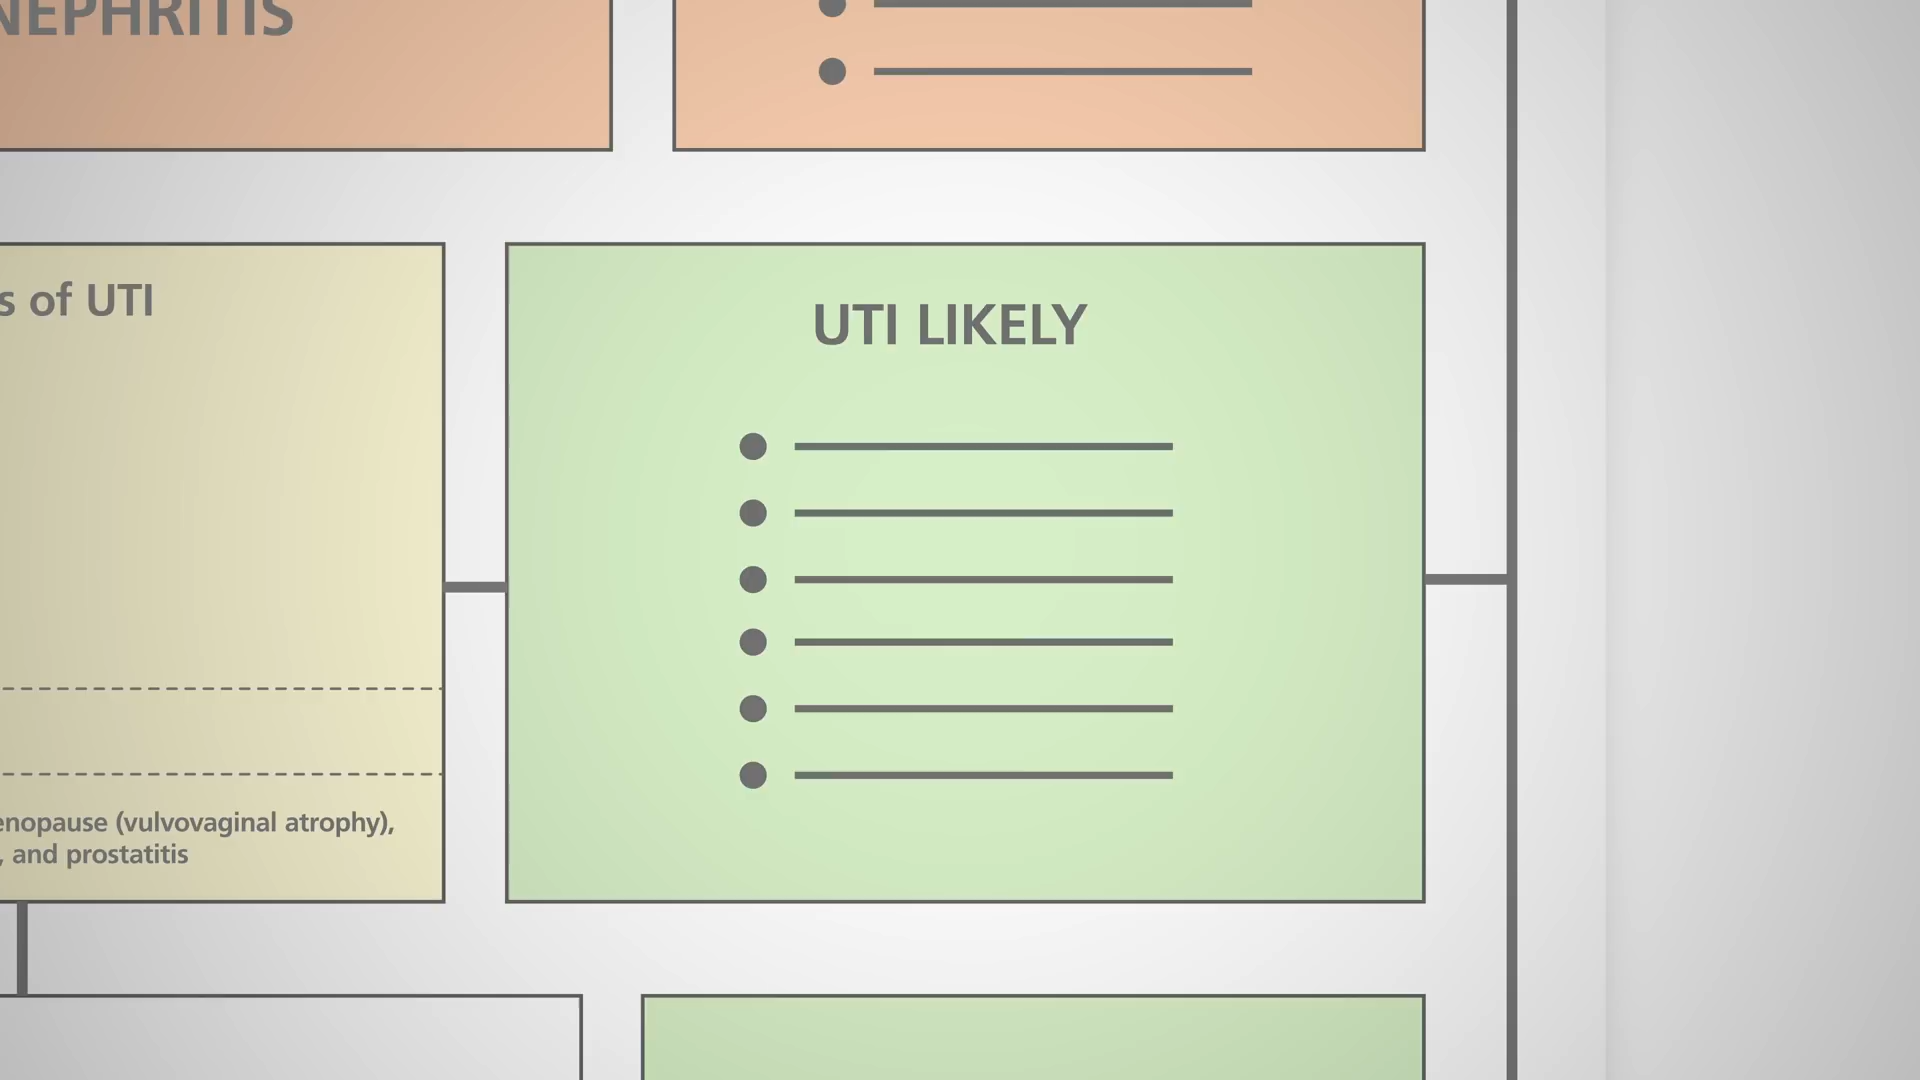 NEPHRITIS
s of UTI
UTI LIKELY
enopause (vulvovaginal atrophy),
, and prostatitis